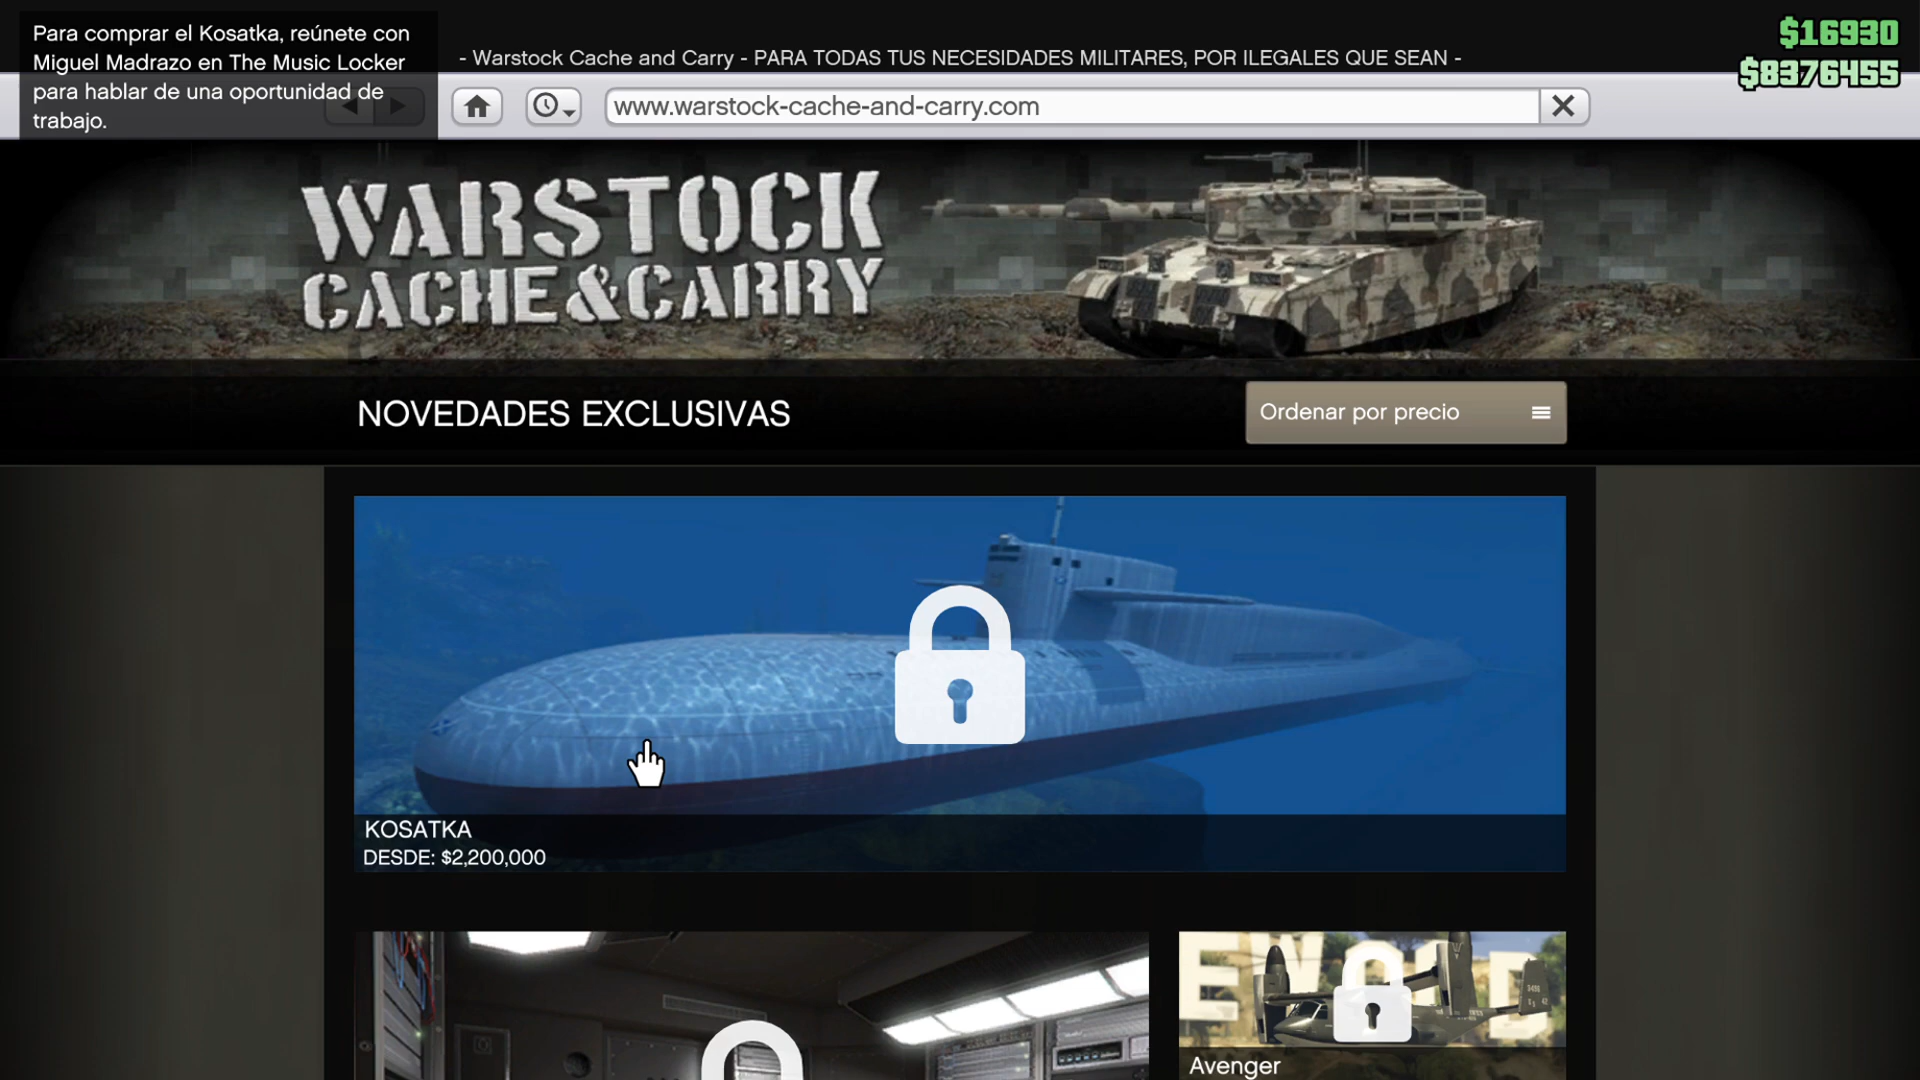 Para comprar el Kosatka, reúnete con
Miguel Madrazo en The Music Locker
para hablar de una oportunidad de
trabajo.
- Warstock Cache and Carry - PARA TODAS TUS NECESIDADES MILITARES, POR ILEGALES QUE SEAN -
$16930
$8376455
www.warstock-cache-and-carry.com
WARSTOCK
CACHE&CARRY
NOVEDADES EXCLUSIVAS
Ordenar por precio
KOSATKA
DESDE: $2,200,000
Avenger